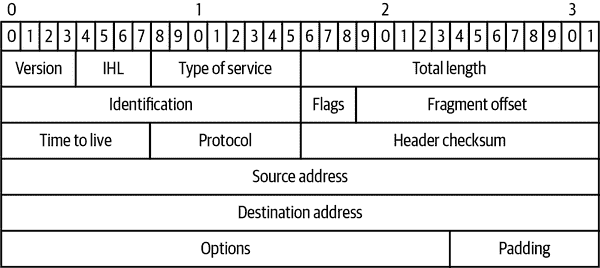 0 1 2 3
0 1 2 3 4 5 6 7 8 9 0 1 2 3 4 5 6 7 8 9 0 1 2 3 4 5 6 7 8 9 0 1
Version IHL Type of service Total length
Identification Flags Fragment offset
Time to live Protocol Header checksum
Source address
Destination address
Options Padding